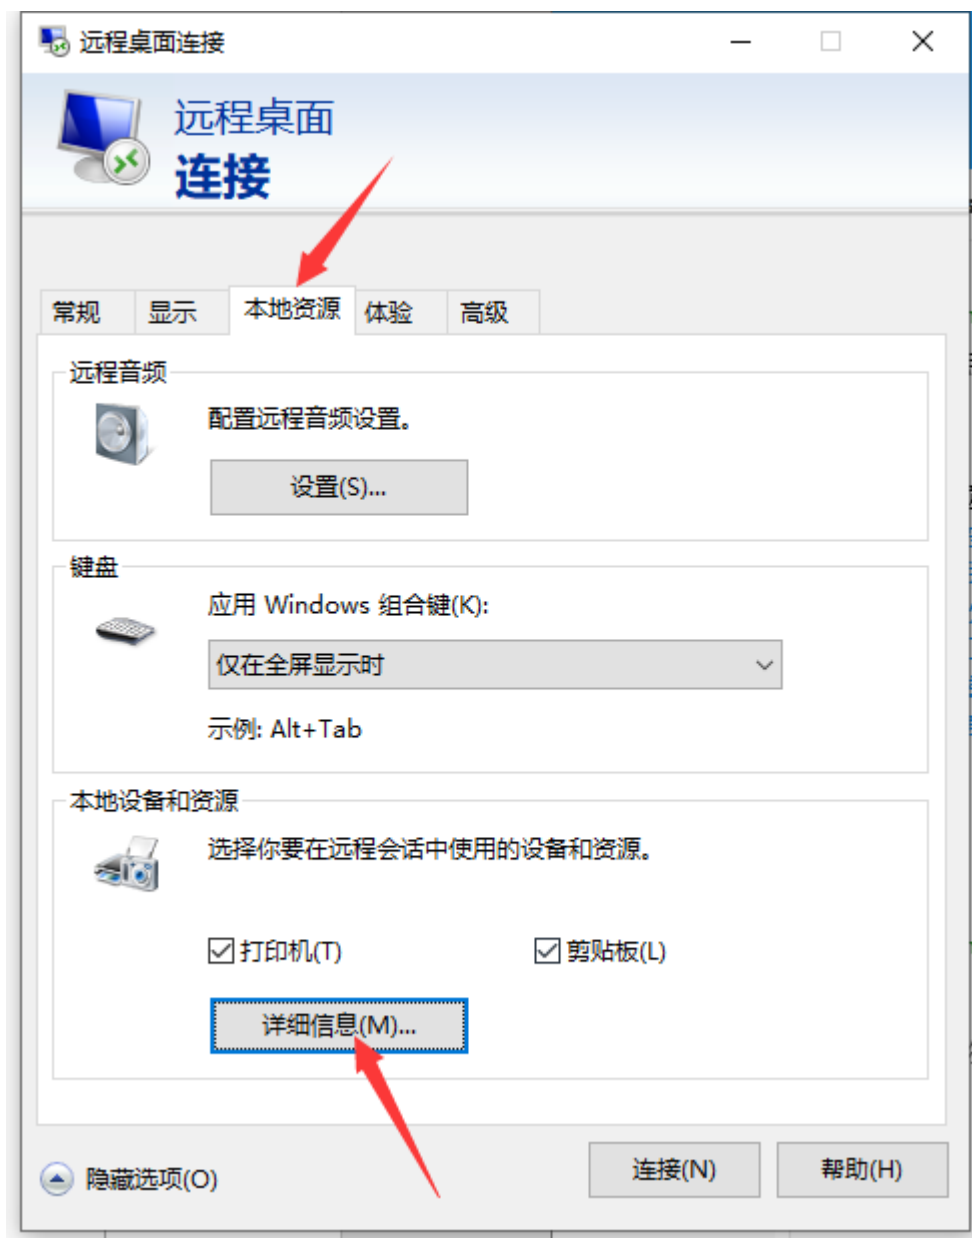 远程桌面连接
远程桌面
连接
常规 显示 本地资源 体验 高级
远程音频
配置远程音频设置。
设置(S)...
键盘
应用 Windows 组合键(K):
仅在全屏显示时
示例: Alt+Tab
本地设备和资源
选择你要在远程会话中使用的设备和资源。
打印机(T) 剪贴板(L)
详细信息(M)...
隐藏选项(O) 连接(N) 帮助(H)